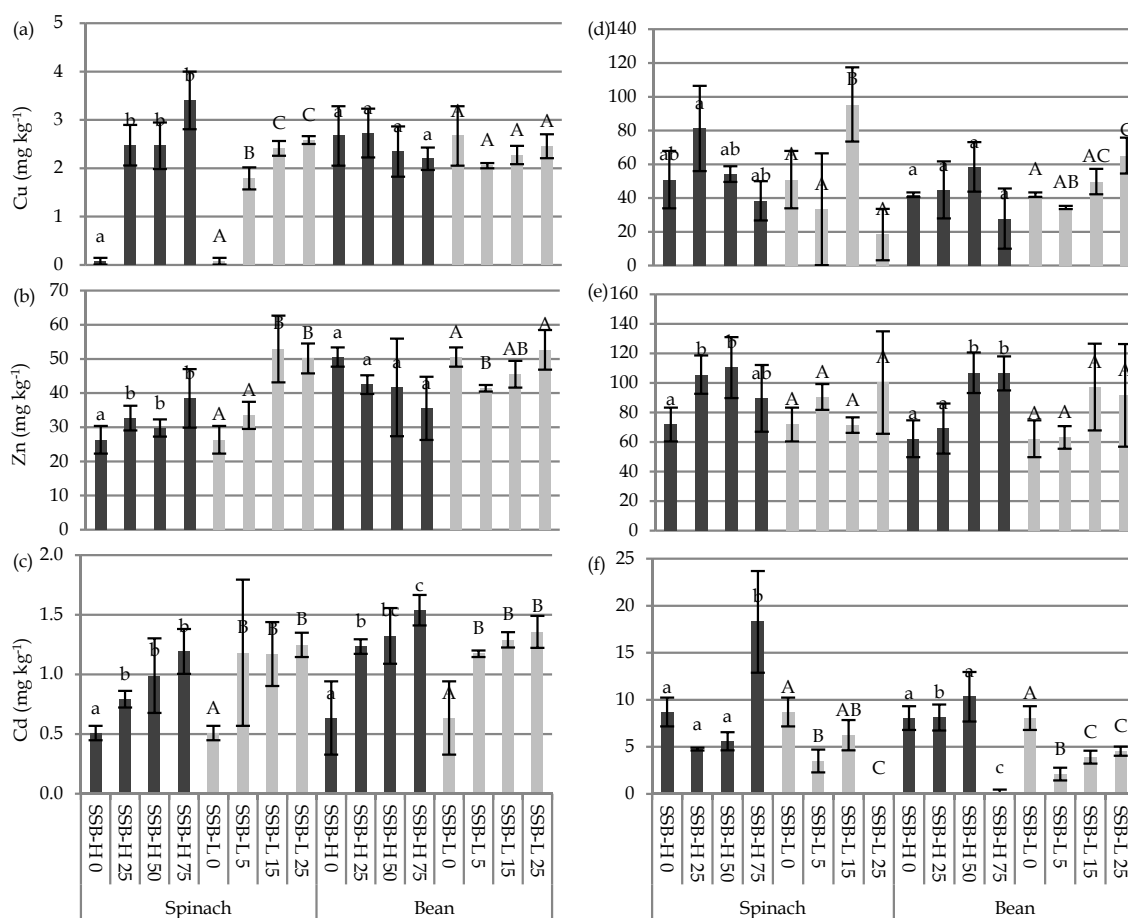 (a)
Cu (mg kg-1)
5
4
3
2
1
0
a
b
b
b
A
B
C
C
a
a
a
a
A
A
A
A
(d)
140
120
100
80
60
40
20
0
ab
a
ab
ab
A
A
B
A
a
a
a
a
A
AB
AC
C
(b)
Zn (mg kg-1)
70
60
50
40
30
20
10
0
a
b
b
b
A
A
B
B
a
a
a
a
A
B
AB
A
(e)
160
140
120
100
80
60
40
20
0
a
b
b
ab
A
A
A
A
a
a
b
b
A
A
A
A
(c)
Cd (mg kg-1)
2.0
1.5
1.0
0.5
0.0
a
b
b
b
A
B
B
B
a
b
bc
c
A
B
B
B
(f)
25
20
15
10
5
0
a
a
a
b
A
B
AB
C
a
b
a
c
A
B
C
C
SSB-H 0
SSB-H 25
SSB-H 50
SSB-H 75
SSB-L 0
SSB-L 5
SSB-L 15
SSB-L 25
SSB-H 0
SSB-H 25
SSB-H 50
SSB-H 75
SSB-L 0
SSB-L 5
SSB-L 15
SSB-L 25
Spinach
Bean
SSB-H 0
SSB-H 25
SSB-H 50
SSB-H 75
SSB-L 0
SSB-L 5
SSB-L 15
SSB-L 25
SSB-H 0
SSB-H 25
SSB-H 50
SSB-H 75
SSB-L 0
SSB-L 5
SSB-L 15
SSB-L 25
Spinach
Bean